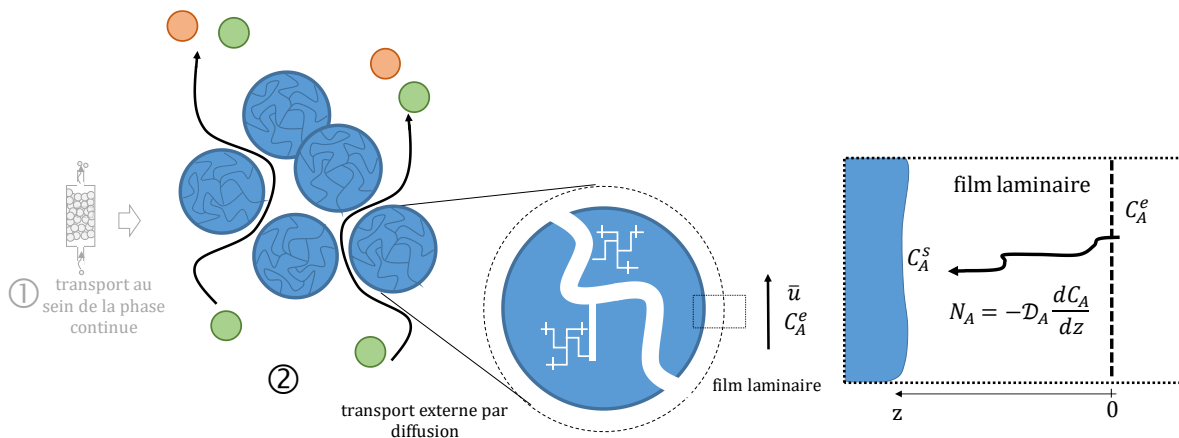 ① transport au
sein de la phase
continue
②
transport externe par
diffusion
ū
C_A^e
film laminaire
film laminaire
C_A^e
C_A^s
N_A = −𝒟_A dC_A/dz
z
0